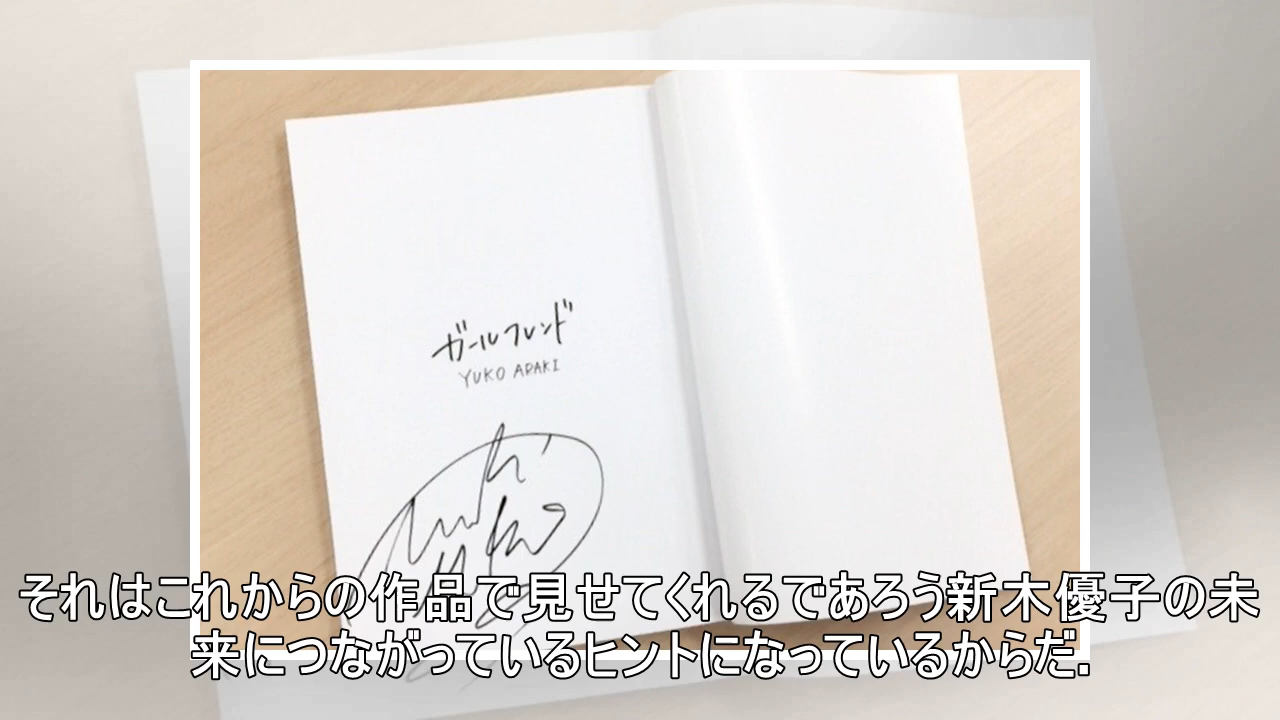 ガールフレンド
YUKO ARAKI
それはこれからの作品で見せてくれるであろう新木優子の未
来につながっているヒントになっているからだ.